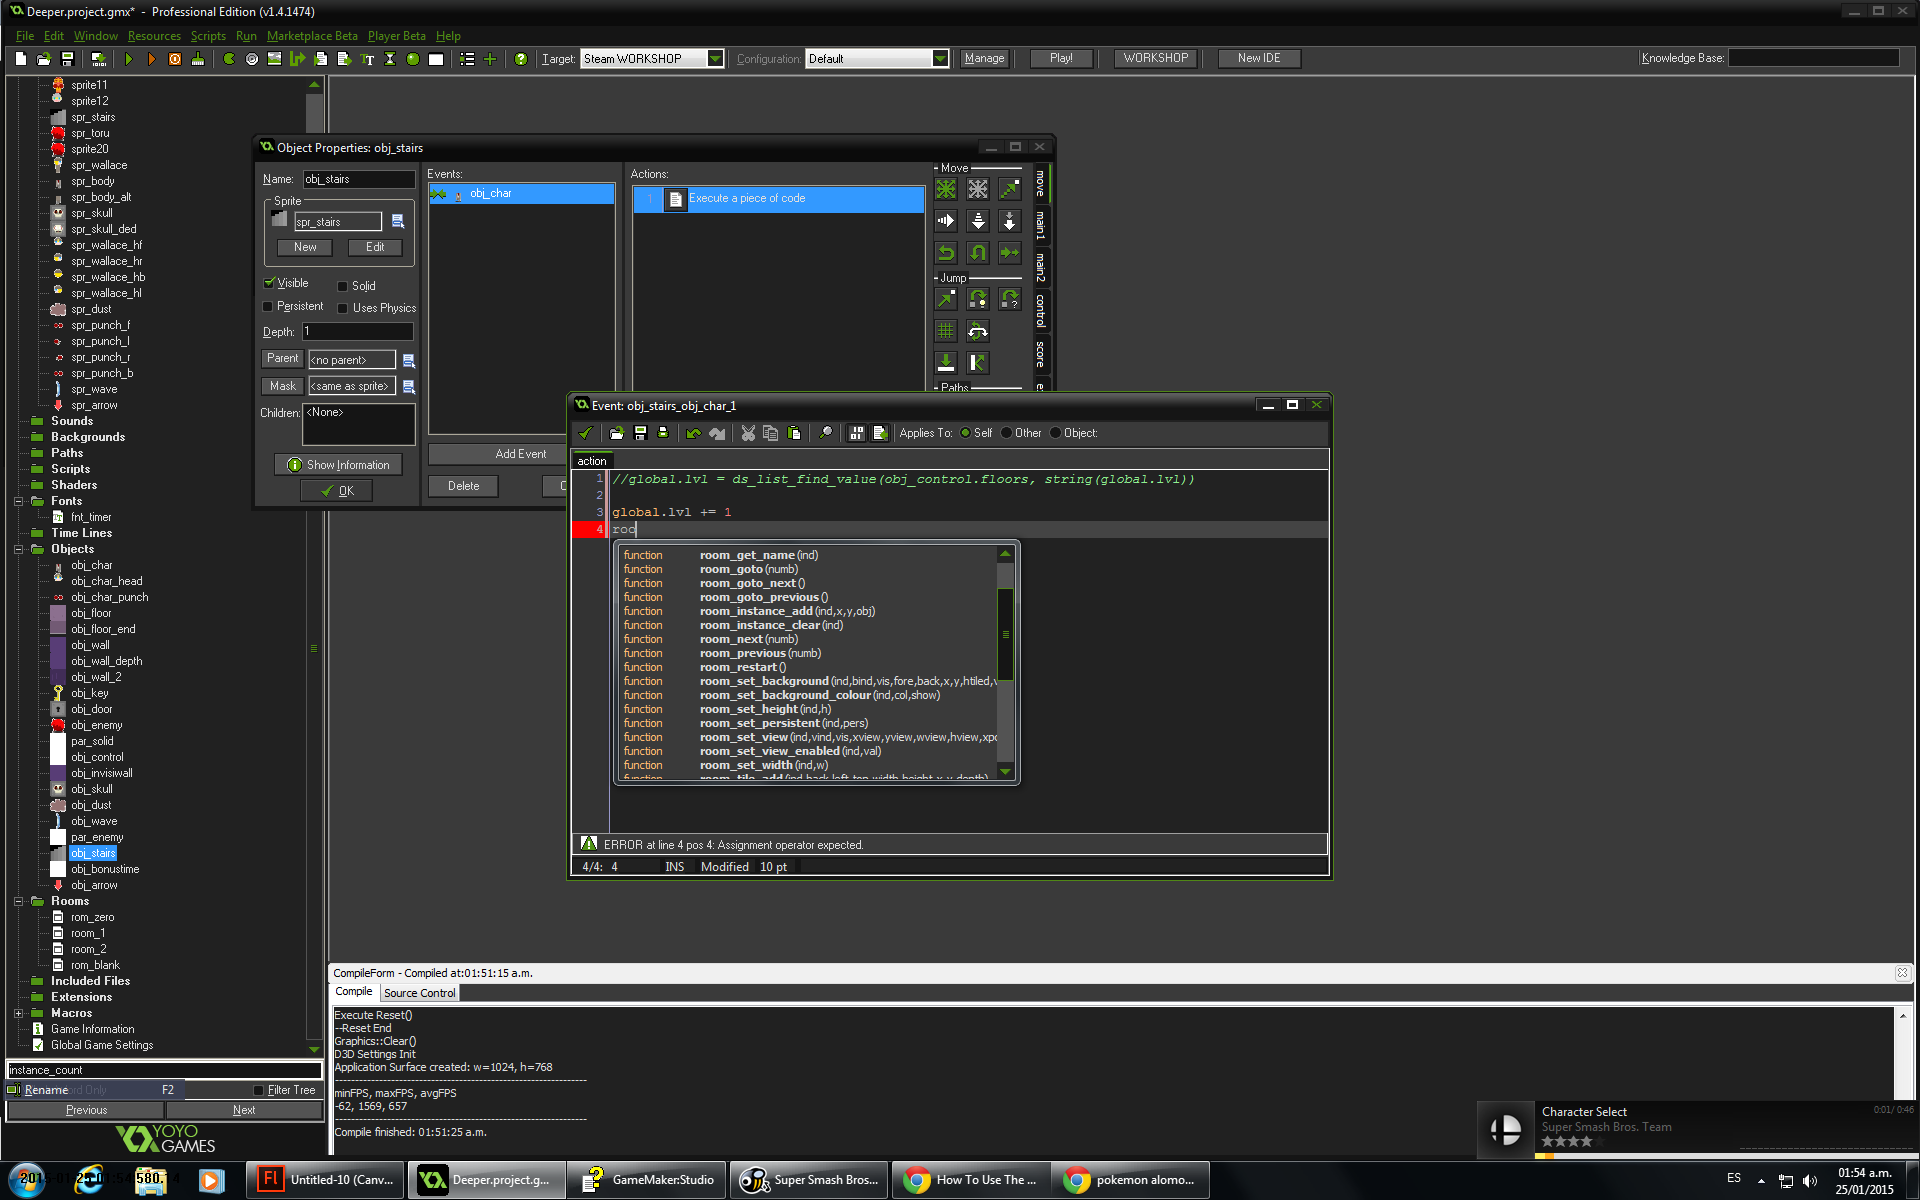 Deeper.project.gmx* - Professional Edition (v1.4.1474)
File Edit Window Resources Scripts Run Marketplace Beta Player Beta Help
Target: Steam WORKSHOP Configuration: Default Manage Play! WORKSHOP New IDE Knowledge Base:
sprite11
sprite12
spr_stairs
spr_toru
sprite20
spr_wallace
spr_body
spr_body_alt
spr_skull
spr_skull_ded
spr_wallace_hf
spr_wallace_hr
spr_wallace_hb
spr_wallace_hl
spr_dust
spr_punch_f
spr_punch_l
spr_punch_r
spr_punch_b
spr_wave
spr_arrow
Sounds
Backgrounds
Paths
Scripts
Shaders
Fonts
fnt_timer
Time Lines
Objects
obj_char
obj_char_head
obj_char_punch
obj_floor
obj_floor_end
obj_wall
obj_wall_depth
obj_wall_2
obj_key
obj_door
obj_enemy
par_solid
obj_control
obj_invisiwall
obj_skull
obj_dust
obj_wave
par_enemy
obj_stairs
obj_bonustime
obj_arrow
Rooms
rom_zero
room_1
room_2
rom_blank
Included Files
Extensions
Macros
Game Information
Global Game Settings
instance_count
Rename F2 Filter Tree
Previous Next
YOYO
GAMES
Object Properties: obj_stairs
Name: obj_stairs
Sprite
spr_stairs
New Edit
Visible Solid
Persistent Uses Physics
Depth: 1
Parent <no parent>
Mask <same as sprite>
Children: <None>
Show Information
OK
Events:
obj_char
Add Event
Delete
Actions:
1 Execute a piece of code
Move
Jump
Paths
move
main1
main2
control
score
Event: obj_stairs_obj_char_1
Applies To: Self Other Object:
action
1 //global.lvl = ds_list_find_value(obj_control.floors, string(global.lvl))
2
3 global.lvl += 1
4 roo
function room_get_name(ind)
function room_goto(numb)
function room_goto_next()
function room_goto_previous()
function room_instance_add(ind,x,y,obj)
function room_instance_clear(ind)
function room_next(numb)
function room_previous(numb)
function room_restart()
function room_set_background(ind,bind,vis,fore,back,x,y,htiled,v
function room_set_background_colour(ind,col,show)
function room_set_height(ind,h)
function room_set_persistent(ind,pers)
function room_set_view(ind,vind,vis,xview,yview,wview,hview,xpo
function room_set_view_enabled(ind,val)
function room_set_width(ind,w)
function room_tile_add(ind,back,left,top,width,height,x,y,depth)
ERROR at line 4 pos 4: Assignment operator expected.
4/4: 4 INS Modified 10 pt
CompileForm - Compiled at:01:51:15 a.m.
Compile Source Control
Execute Reset()
--Reset End
Graphics::Clear()
D3D Settings Init
Application Surface created: w=1024, h=768
minFPS, maxFPS, avgFPS
-62, 1569, 657
Compile finished: 01:51:25 a.m.
Character Select 0:01/ 0:46
Super Smash Bros. Team
Untitled-10 (Canv... Deeper.project.g... GameMaker:Studio Super Smash Bros... How To Use The ... pokemon alomo...
ES
01:54 a.m.
25/01/2015